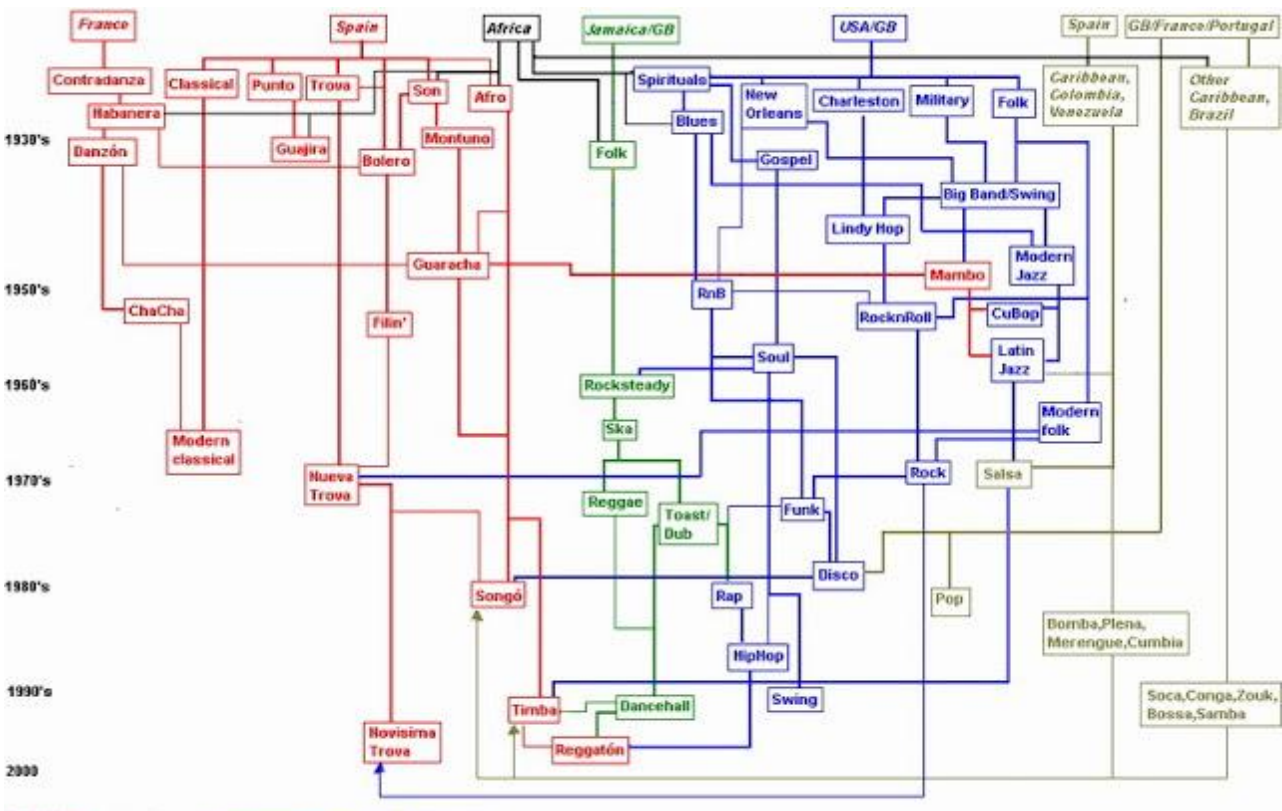 France
Spain
Africa
Jamaica/GB
USA/GB
Spain
GB/France/Portugal
Contradanza
Classical
Punto
Trova
Son
Afro
Spirituals
New
Orleans
Charleston
Military
Folk
Caribbean,
Colombia,
Venezuela
Other
Caribbean,
Brazil
Habanera
Blues
1930's
Danzón
Guajira
Bolero
Montuno
Folk
Gospel
Big Band/Swing
Lindy Hop
Guaracha
Mambo
Modern
Jazz
1950's
ChaCha
Filin'
RnB
RocknRoll
CuBop
Soul
Latin
Jazz
1960's
Rocksteady
Ska
Modern
folk
Modern
classical
1970's
Nueva
Trova
Rock
Salsa
Reggae
Toast/
Dub
Funk
1980's
Songó
Disco
Rap
Pop
Bomba,Plena,
Merengue,Cumbia
HipHop
1990's
Timba
Dancehall
Swing
Soca,Conga,Zouk,
Bossa,Samba
Novisima
Trova
Reggatón
2000